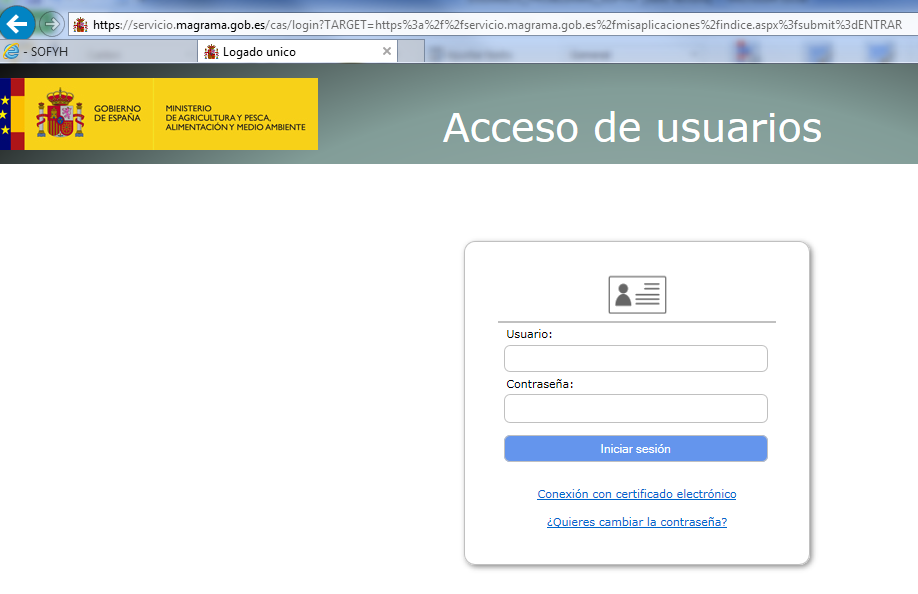 https://servicio.magrama.gob.es/cas/login?TARGET=https%3a%2f%2fservicio.magrama.gob.es%2fmisaplicaciones%2findice.aspx%3fsubmit%3dENTRAR
- SOFYH
Logado unico
GOBIERNO
DE ESPAÑA
MINISTERIO
DE AGRICULTURA Y PESCA,
ALIMENTACIÓN Y MEDIO AMBIENTE
Acceso de usuarios
Usuario:
Contraseña:
Iniciar sesión
Conexión con certificado electrónico
¿Quieres cambiar la contraseña?